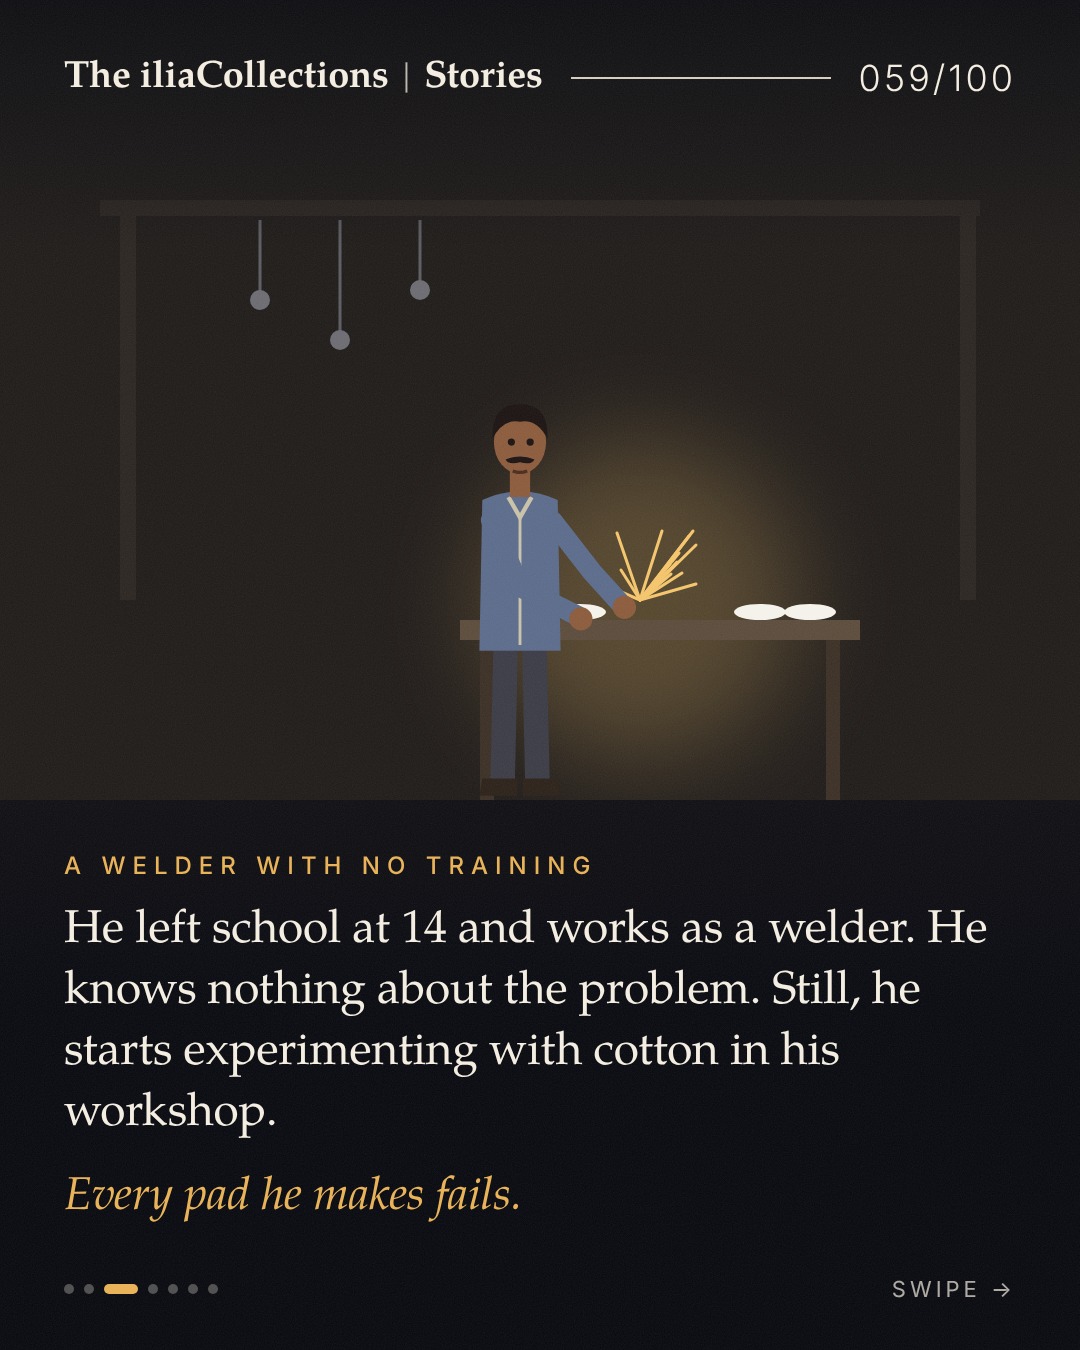 The iliaCollections | Stories
059/100
A WELDER WITH NO TRAINING
He left school at 14 and works as a welder. He
knows nothing about the problem. Still, he
starts experimenting with cotton in his
workshop.
Every pad he makes fails.
SWIPE →